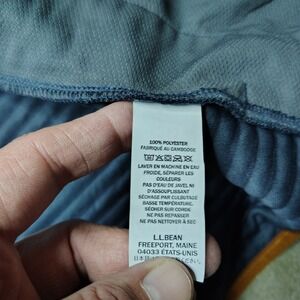 100% POLYESTER
FABRIQUÉ AU CAMBODGE
LAVER EN MACHINE EN EAU
FROIDE, SÉPARER LES
COULEURS
PAS D'EAU DE JAVEL NI
D'ASSOUPLISSANT
SÉCHAGE PAR CULBUTAGE
BASSE TEMPÉRATURE,
SÉCHER SUR CORDE
NE PAS REPASSER
NE PAS NETTOYER À SEC
L.L.BEAN
FREEPORT, MAINE
04033 ÉTATS-UNIS